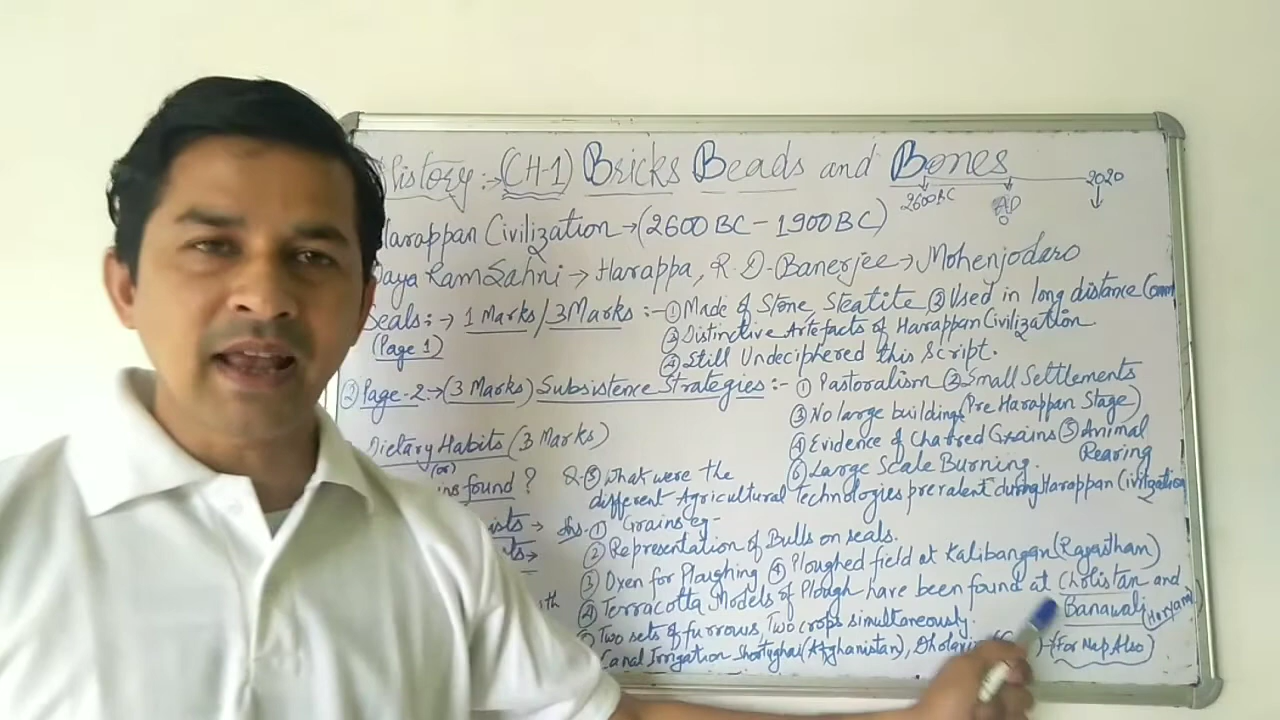 History:- (CH-1) Bricks Beads and Bones
2600BC AD 0 2020
Harappan Civilization → (2600 BC - 1900 BC)
Daya Ram Sahni → Harappa, R.D. Banerjee → Mohenjodaro
Seals:→ 1 Marks/3 Marks :- ① Made of Stone, Steatite ② Used in long distance Comm
(Page 1) ③ Distinctive Artefacts of Harappan Civilization.
④ Still Undeciphered this Script.
② Page-2:→ (3 Marks) Subsistence Strategies :- ① Pastoralism ② Small Settlements
③ No large buildings (Pre Harappan Stage)
④ Evidence of Charred Grains ⑤ Animal Rearing
⑥ Large Scale Burning.
Dietary Habits (3 Marks)
(or)
found ?
Q-③ What were the
different Agricultural Technologies prevalent during Harappan Civilization
ists → Ans. ① Grains eg-
ts → ② Representation of Bulls on seals.
③ Oxen for Ploughing ④ Ploughed field at Kalibangan (Rajasthan)
④ Terracotta Models of Plough have been found at Cholistan and
Banawali (Haryana)
Two sets of furrows, Two crops simultaneously.
Canal Irrigation Shortughai (Afghanistan), (For Map Also)